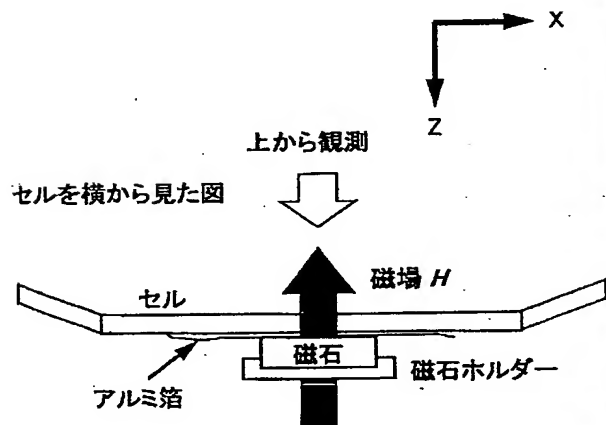 X
Z
上から観測
セルを横から見た図
磁場 H
セル
磁石
磁石ホルダー
アルミ箔